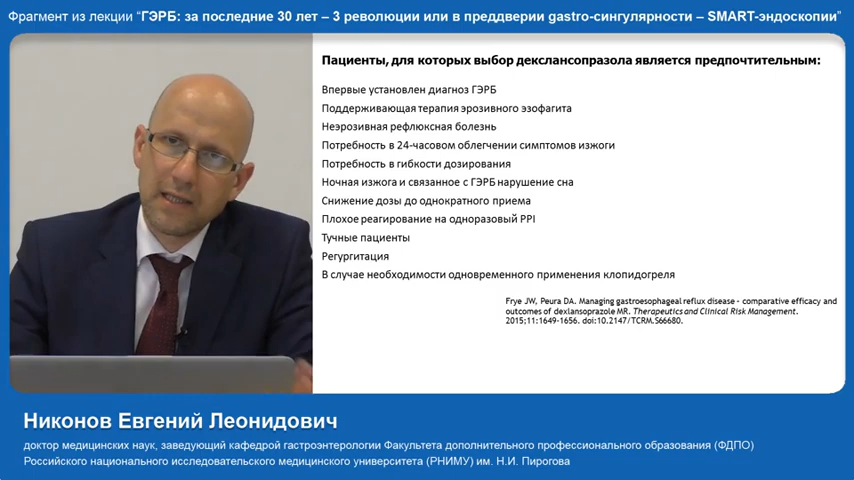 Фрагмент из лекции “ГЭРБ: за последние 30 лет – 3 революции или в преддверии gastro-сингулярности – SMART-эндоскопии”
Пациенты, для которых выбор декслансопразола является предпочтительным:
Впервые установлен диагноз ГЭРБ
Поддерживающая терапия эрозивного эзофагита
Неэрозивная рефлюксная болезнь
Потребность в 24-часовом облегчении симптомов изжоги
Потребность в гибкости дозирования
Ночная изжога и связанное с ГЭРБ нарушение сна
Снижение дозы до однократного приема
Плохое реагирование на одноразовый PPI
Тучные пациенты
Регургитация
В случае необходимости одновременного применения клопидогреля
Frye JW, Peura DA. Managing gastroesophageal reflux disease – comparative efficacy and
outcomes of dexlansoprazole MR. Therapeutics and Clinical Risk Management.
2015;11:1649-1656. doi:10.2147/TCRM.S66680.
Никонов Евгений Леонидович
доктор медицинских наук, заведующий кафедрой гастроэнтерологии Факультета дополнительного профессионального образования (ФДПО)
Российского национального исследовательского медицинского университета (РНИМУ) им. Н.И. Пирогова